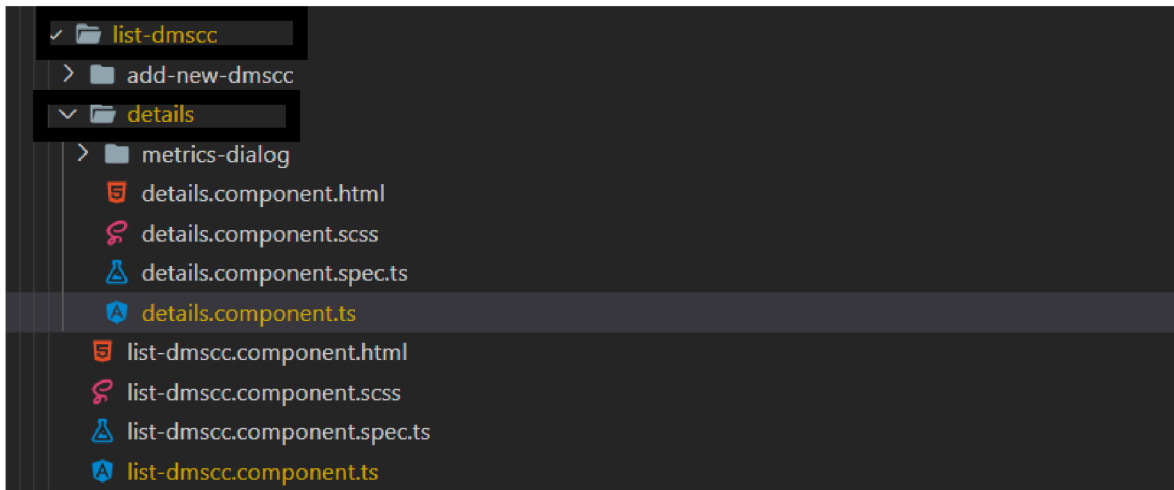 list-dmscc
add-new-dmscc
details
metrics-dialog
details.component.html
details.component.scss
details.component.spec.ts
details.component.ts
list-dmscc.component.html
list-dmscc.component.scss
list-dmscc.component.spec.ts
list-dmscc.component.ts